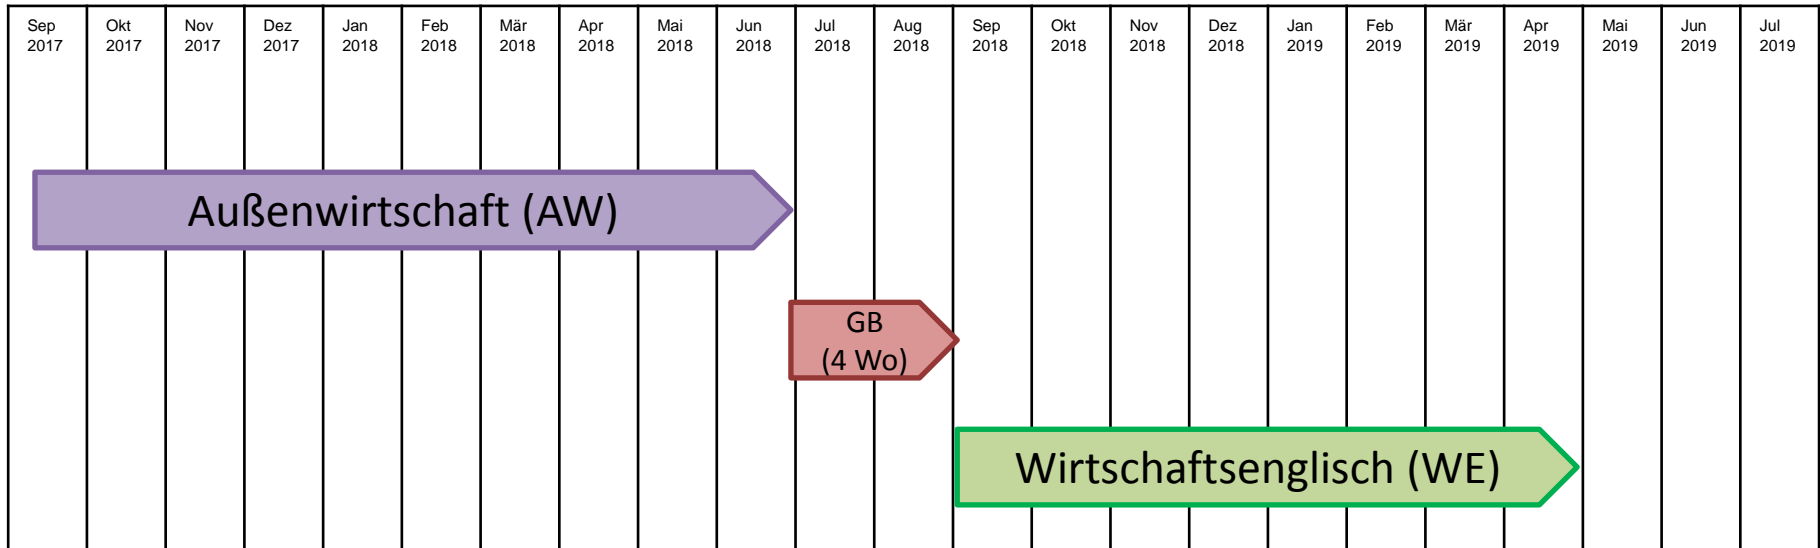 Sep
2017
Okt
2017
Nov
2017
Dez
2017
Jan
2018
Feb
2018
Mär
2018
Apr
2018
Mai
2018
Jun
2018
Jul
2018
Aug
2018
Sep
2018
Okt
2018
Nov
2018
Dez
2018
Jan
2019
Feb
2019
Mär
2019
Apr
2019
Mai
2019
Jun
2019
Jul
2019
Außenwirtschaft (AW)
GB
(4 Wo)
Wirtschaftsenglisch (WE)